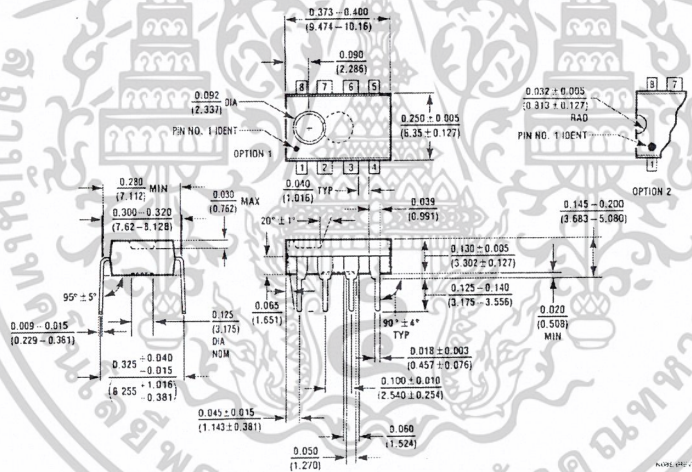 0.373 – 0.400
(9.474 – 10.16)
0.090
(2.286)
8 7 6 5
0.092 DIA
(2.337)
0.250 ± 0.005
(6.35 ± 0.127)
PIN NO. 1 IDENT
OPTION 1
1 2 3 4
8 7
0.032 ± 0.005
(0.813 ± 0.127)
RAD
PIN NO. 1 IDENT
1
OPTION 2
0.280 MIN
(7.112)
0.300 – 0.320
(7.62 – 8.128)
0.030 MAX
(0.762)
0.040 TYP
(1.016)
0.039
(0.991)
20° ± 1°
0.145 – 0.200
(3.683 – 5.080)
0.130 ± 0.005
(3.302 ± 0.127)
0.125 – 0.140
(3.175 – 3.556)
0.020
(0.508)
MIN
95° ± 5°
0.065
(1.651)
90° ± 4°
TYP
0.009 – 0.015
(0.229 – 0.381)
0.125
(3.175)
DIA
NOM
0.018 ± 0.003
(0.457 ± 0.076)
0.325 +0.040
–0.015
(8.255 +1.016
–0.381)
0.100 ± 0.010
(2.540 ± 0.254)
0.045 ± 0.015
(1.143 ± 0.381)
0.060
(1.524)
0.050
(1.270)